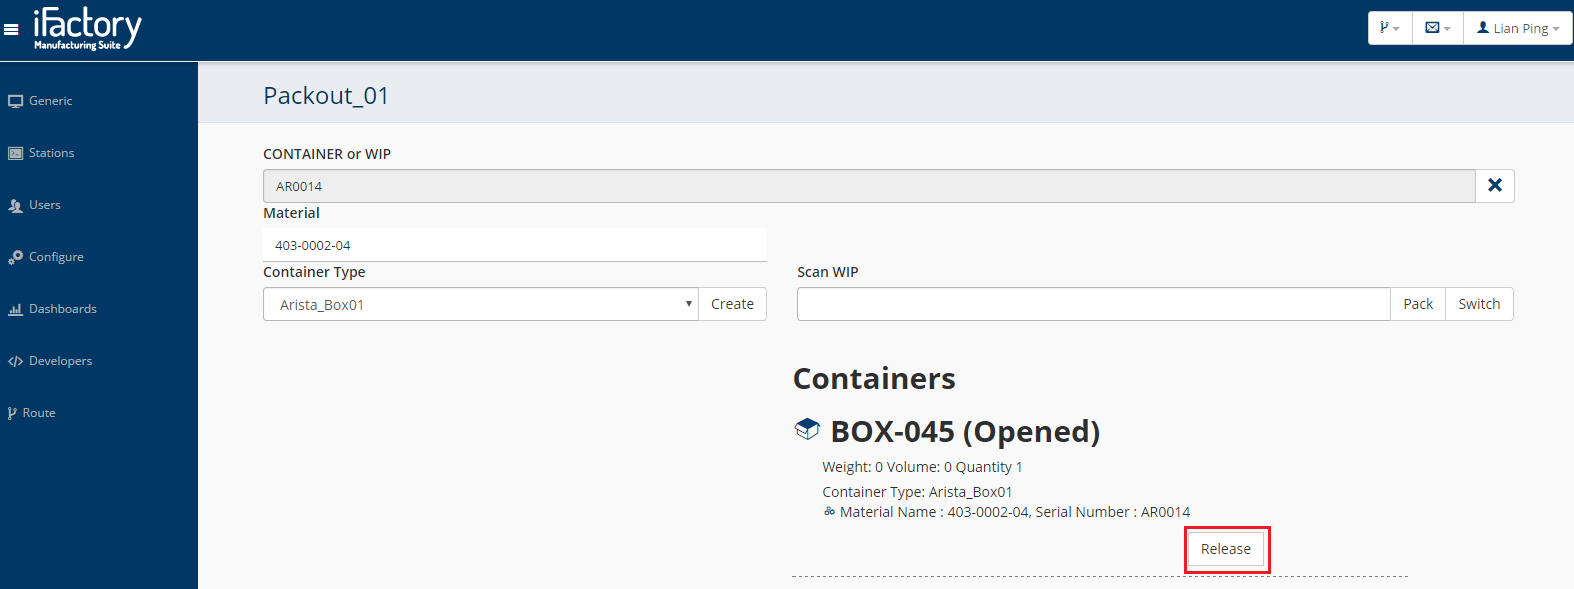 iFactory
Manufacturing Suite
Lian Ping
Generic
Stations
Users
Configure
Dashboards
Developers
Route
Packout_01
CONTAINER or WIP
AR0014
Material
403-0002-04
Container Type
Scan WIP
Arista_Box01
Create
Pack
Switch
Containers
BOX-045 (Opened)
Weight: 0 Volume: 0 Quantity 1
Container Type: Arista_Box01
Material Name : 403-0002-04, Serial Number : AR0014
Release